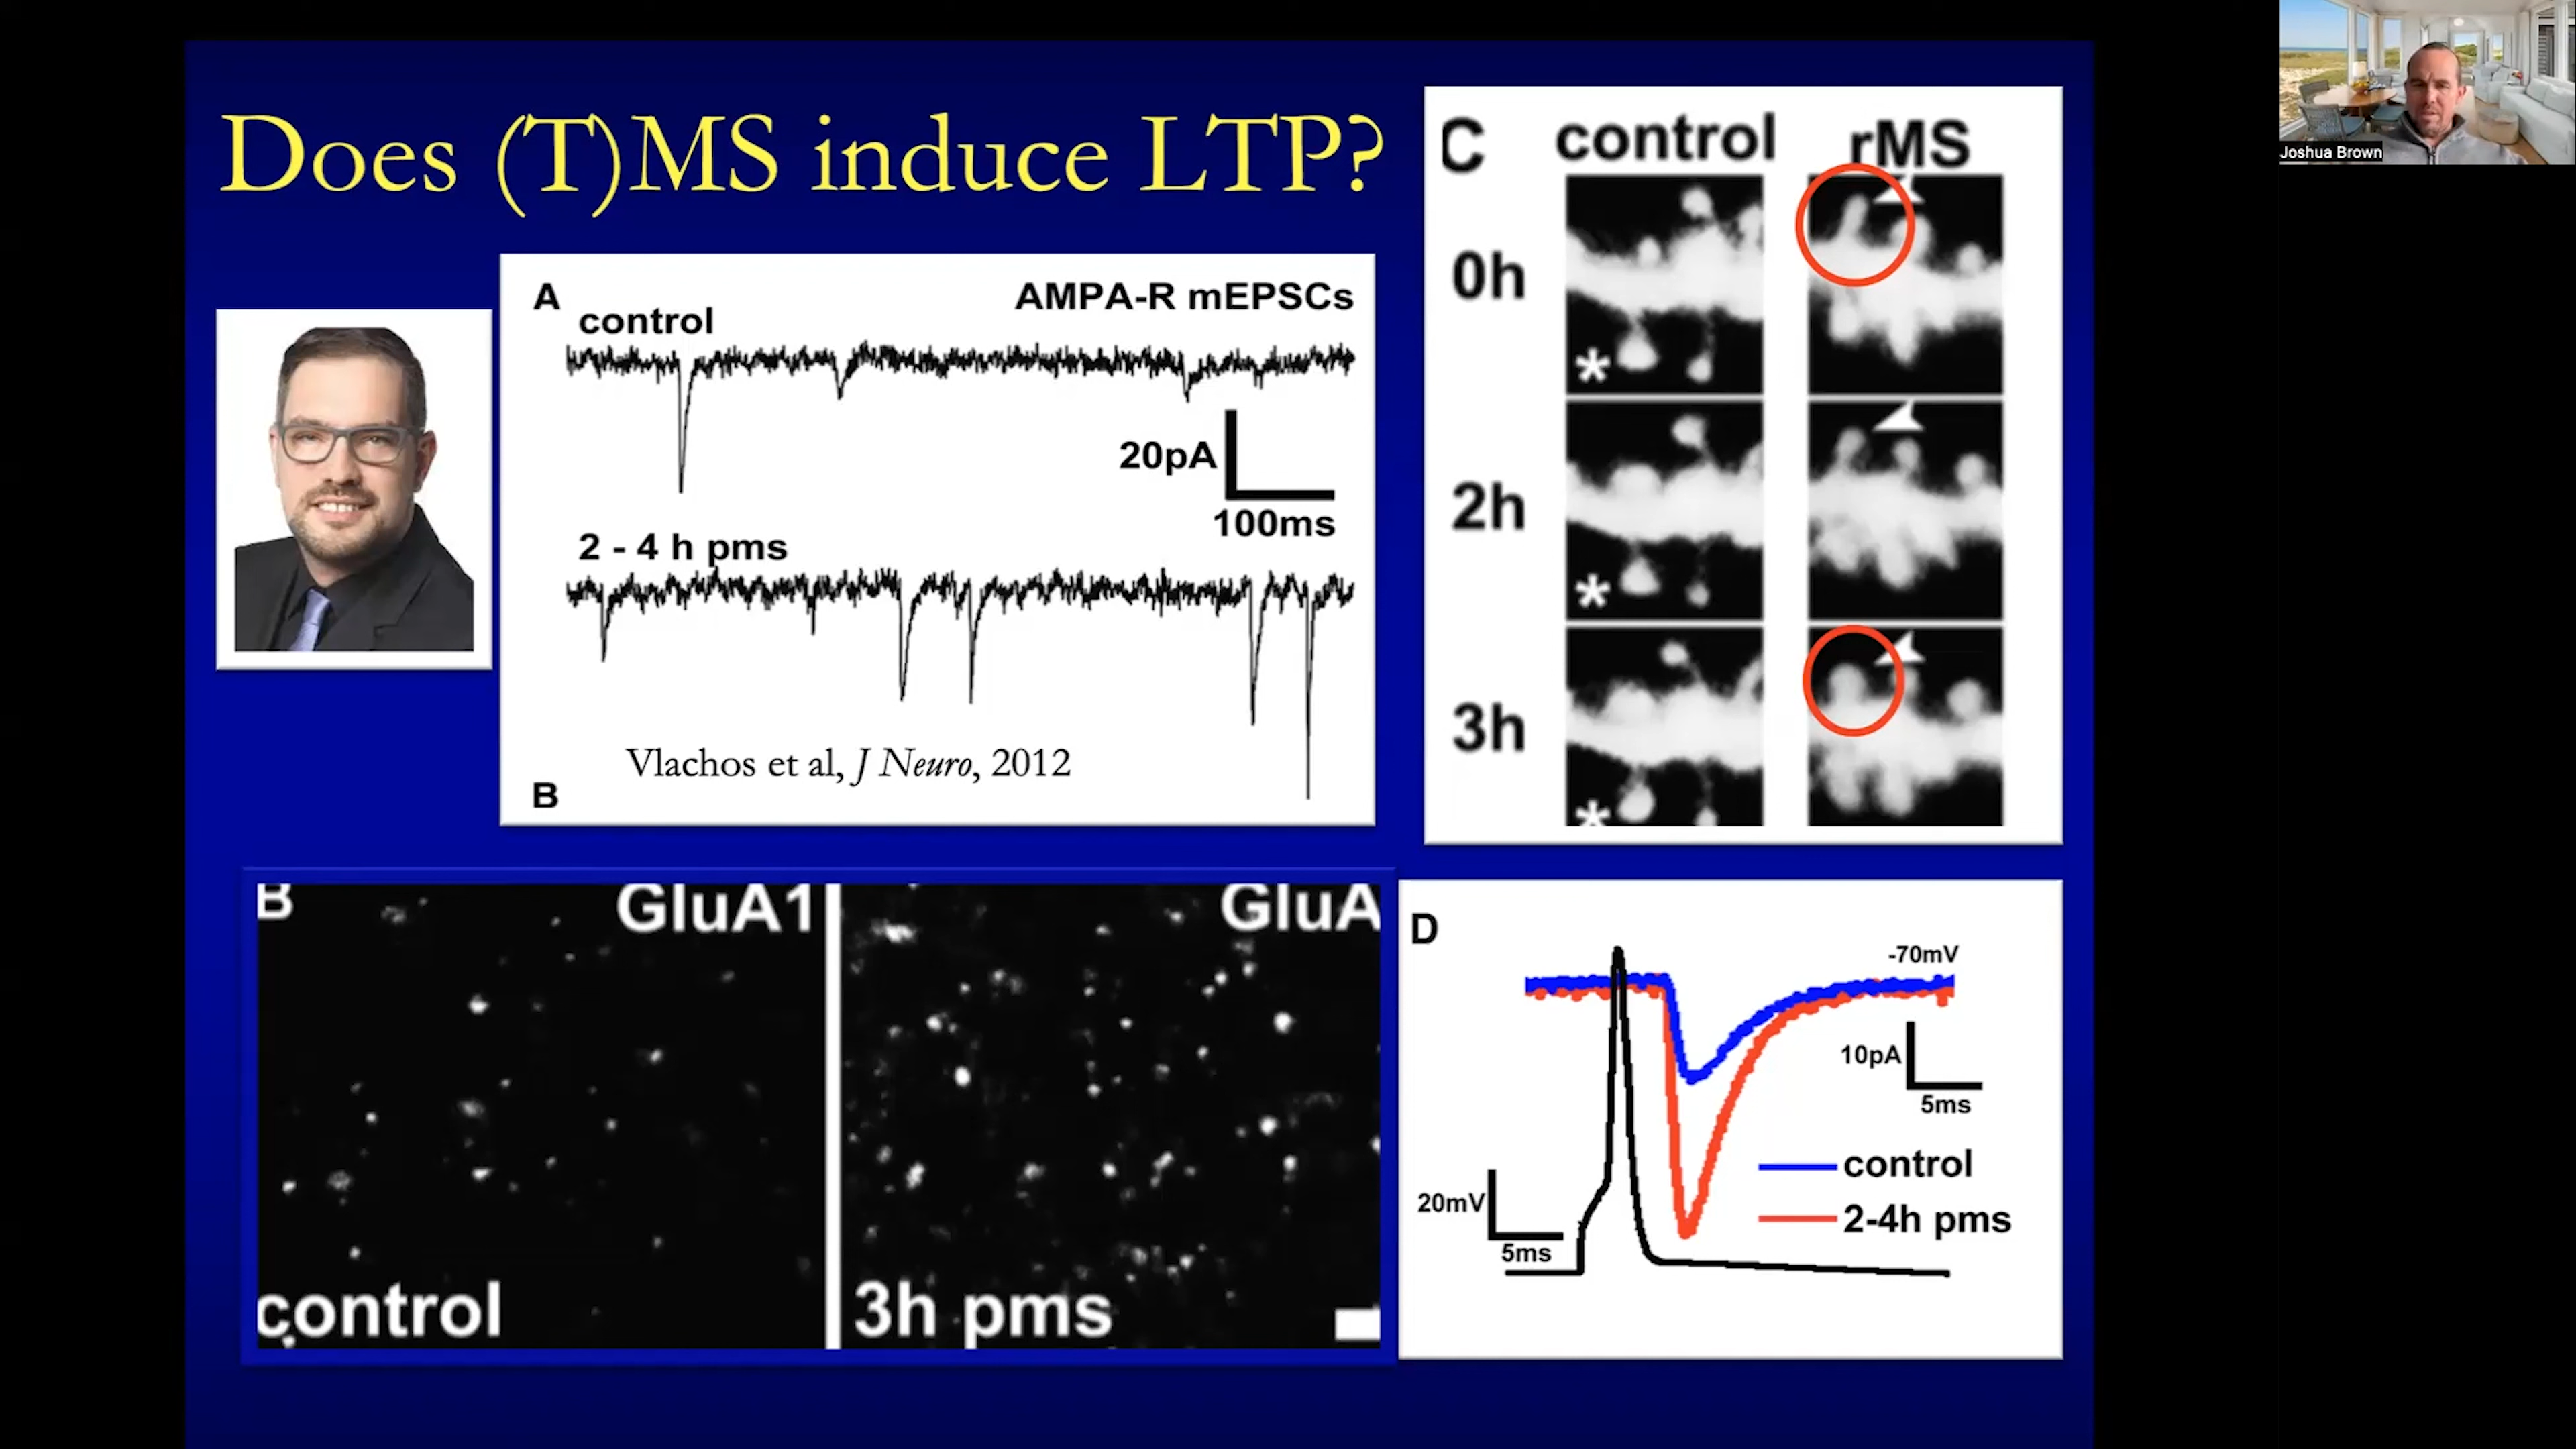 Does (T)MS induce LTP?
A
AMPA-R mEPSCs
control
20pA
100ms
2 - 4 h pms
Vlachos et al, J Neuro, 2012
B
C control rMS
0h
*
2h
*
3h
*
B GluA1
control
GluA
3h pms
D
-70mV
10pA
5ms
control
2-4h pms
20mV
5ms
Joshua Brown